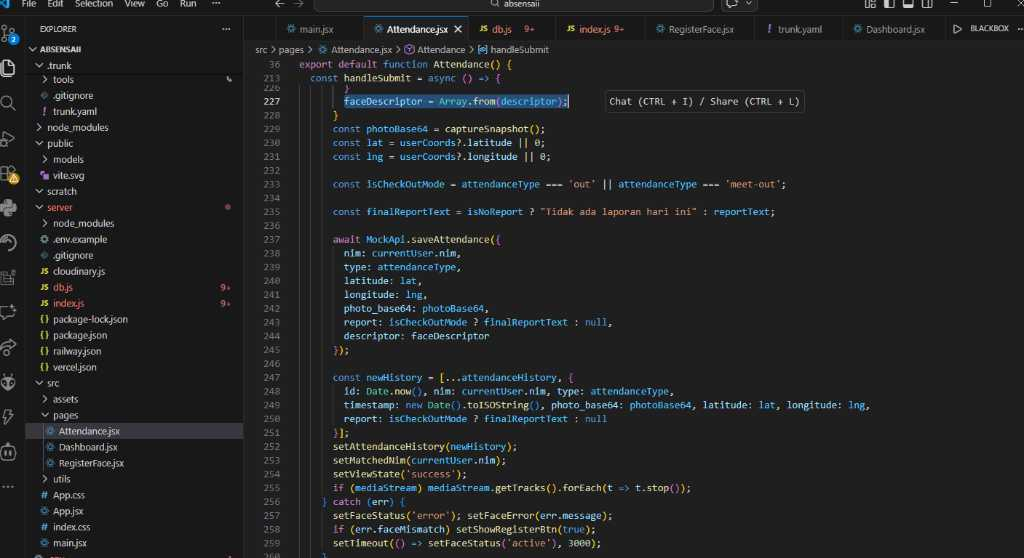 File Edit Selection View Go Run ...
absensaii
EXPLORER ...
main.jsx Attendance.jsx db.js 9+ index.js 9+ RegisterFace.jsx trunk.yaml Dashboard.jsx BLACKBOX
ABSENSAII
.trunk
tools
.gitignore
trunk.yaml
node_modules
public
models
vite.svg
scratch
server
node_modules
.env.example
.gitignore
cloudinary.js
db.js 9+
index.js 9+
package-lock.json
package.json
railway.json
vercel.json
src
assets
pages
Attendance.jsx
Dashboard.jsx
RegisterFace.jsx
utils
App.css
App.jsx
index.css
main.jsx
2
src > pages > Attendance.jsx > Attendance > handleSubmit
36 export default function Attendance() {
213 const handleSubmit = async () => {
226 }
227 faceDescriptor = Array.from(descriptor);
Chat (CTRL + I) / Share (CTRL + L)
228 }
229 const photoBase64 = captureSnapshot();
230 const lat = userCoords?.latitude || 0;
231 const lng = userCoords?.longitude || 0;
232
233 const isCheckOutMode = attendanceType === 'out' || attendanceType === 'meet-out';
234
235 const finalReportText = isNoReport ? "Tidak ada laporan hari ini" : reportText;
236
237 await MockApi.saveAttendance({
238 nim: currentUser.nim,
239 type: attendanceType,
240 latitude: lat,
241 longitude: lng,
242 photo_base64: photoBase64,
243 report: isCheckOutMode ? finalReportText : null,
244 descriptor: faceDescriptor
245 });
246
247 const newHistory = [...attendanceHistory, {
248 id: Date.now(), nim: currentUser.nim, type: attendanceType,
249 timestamp: new Date().toISOString(), photo_base64: photoBase64, latitude: lat, longitude: lng,
250 report: isCheckOutMode ? finalReportText : null
251 }];
252 setAttendanceHistory(newHistory);
253 setMatchedNim(currentUser.nim);
254 setViewState('success');
255 if (mediaStream) mediaStream.getTracks().forEach(t => t.stop());
256 } catch (err) {
257 setFaceStatus('error'); setFaceError(err.message);
258 if (err.faceMismatch) setShowRegisterBtn(true);
259 setTimeout(() => setFaceStatus('active'), 3000);
260 }